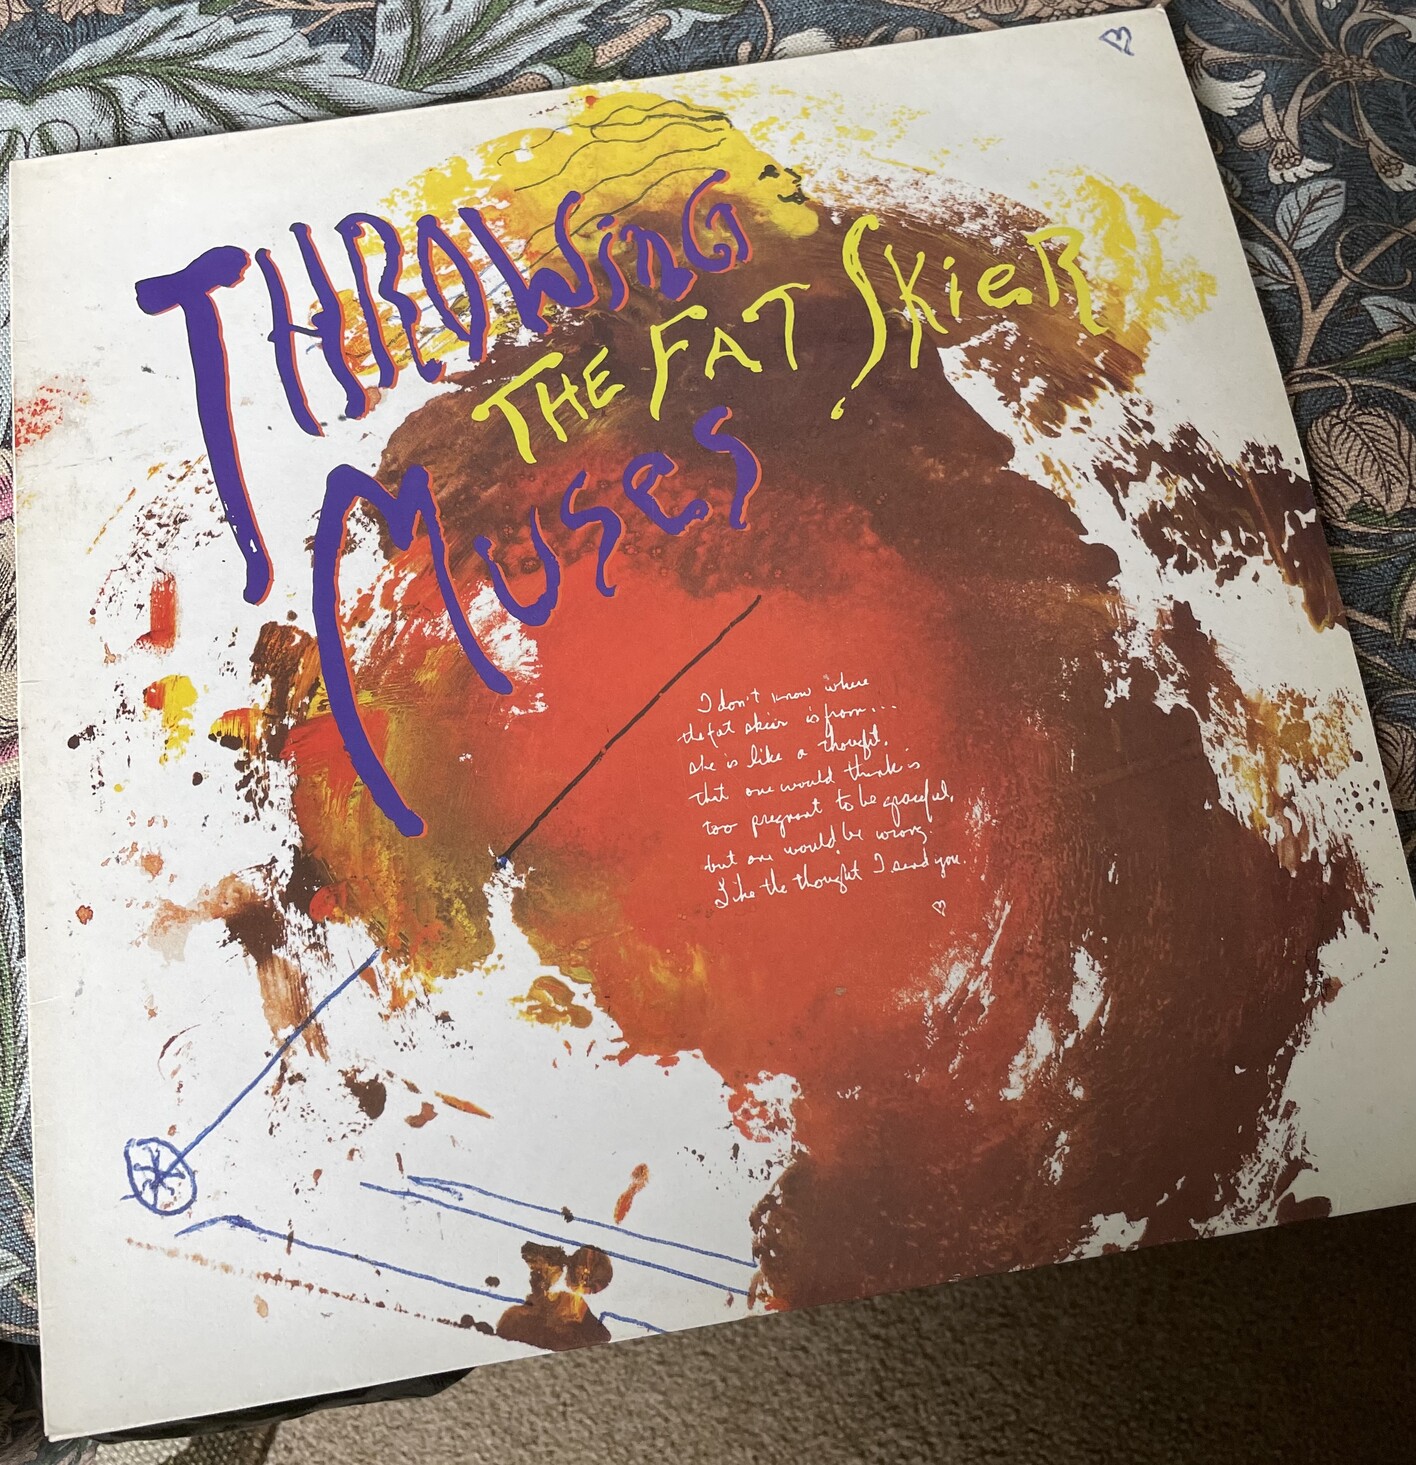 THROWiNG
THE FAT SKieR
MUSeS
I don't know where
the fat skier is from...
she is like a thought.
that one would think is
too pregnant to be graceful,
but one would be wrong.
Like the thought I send you..